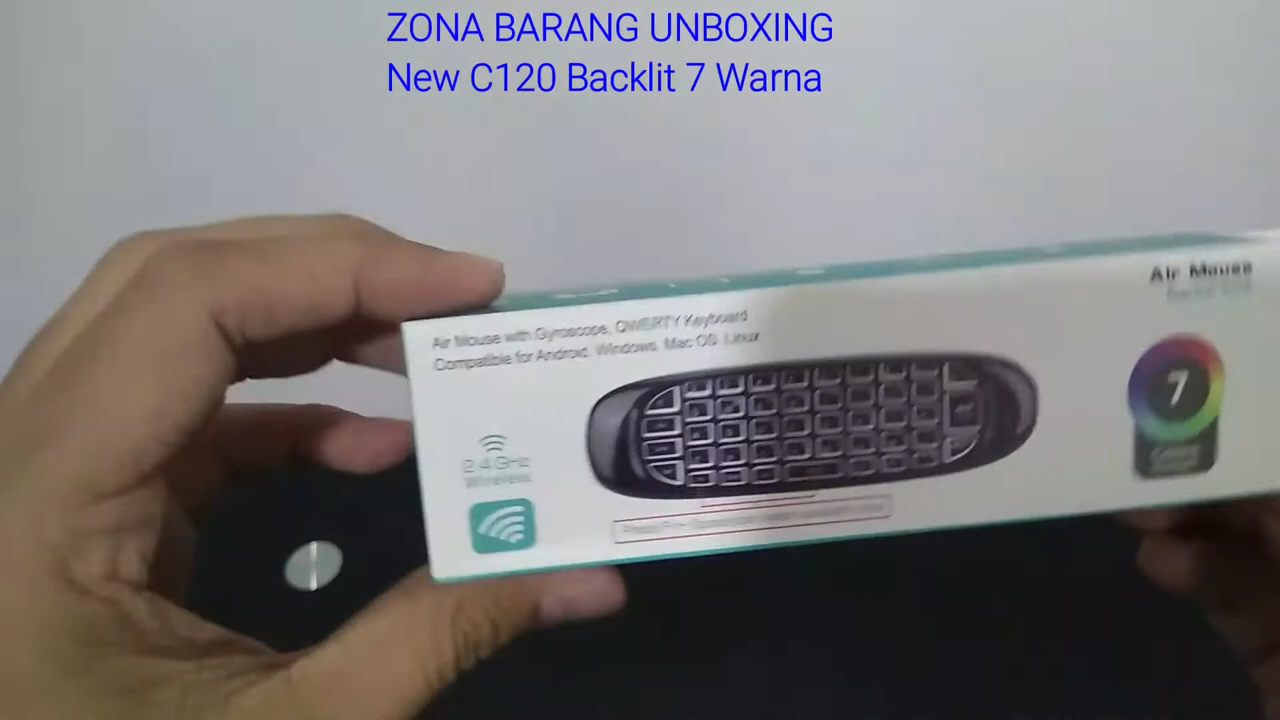 ZONA BARANG UNBOXING
New C120 Backlit 7 Warna
Air Mouse
Air Mouse with Gyroscope, QWERTY Keyboard
Compatible for Android, Windows, Mac OS, Linux
7
2.4GHz
Wireless